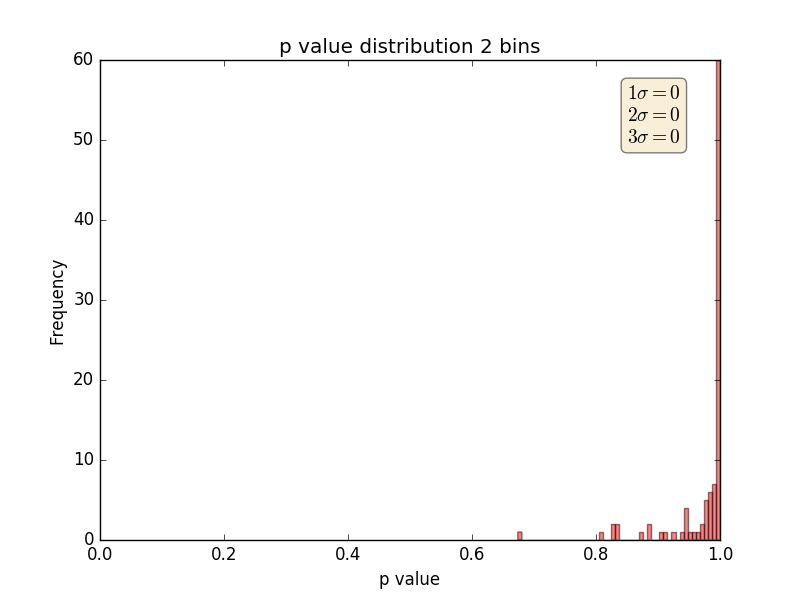 p value distribution 2 bins
60
1σ = 0
2σ = 0
3σ = 0
50
40
30
20
10
0
Frequency
0.0 0.2 0.4 0.6 0.8 1.0
p value